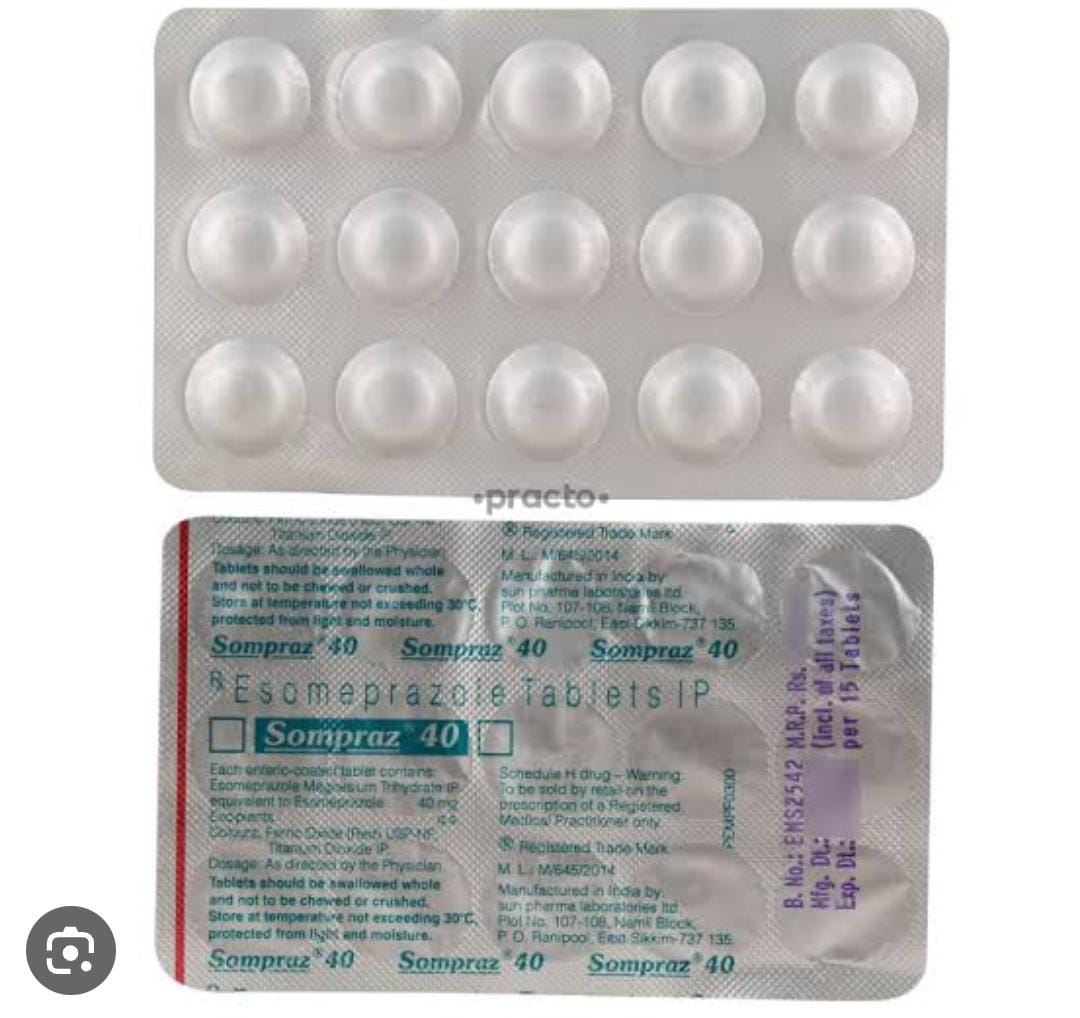 •practo•
Titanium Dioxide IP.
Dosage: As directed by the Physician.
Tablets should be swallowed whole
and not to be chewed or crushed.
Store at temperature not exceeding 30°C,
protected from light and moisture.
® Registered Trade Mark
M. L.: M/645/2014
Manufactured in India by:
sun pharma laboratories ltd.
Plot No. 107-108, Namli Block,
P. O. Ranipool, East Sikkim-737 135.
Sompraz® 40 Sompraz® 40 Sompraz® 40
Rx Esomeprazole Tablets IP
Sompraz® 40
Each enteric-coated tablet contains:
Esomeprazole Magnesium Trihydrate IP
equivalent to Esomeprazole 40 mg
Excipients q.s.
Colours: Ferric Oxide (Red) USP-NF,
Titanium Dioxide IP.
Dosage: As directed by the Physician.
Tablets should be swallowed whole
and not to be chewed or crushed.
Store at temperature not exceeding 30°C,
protected from light and moisture.
Schedule H drug – Warning:
To be sold by retail on the
prescription of a Registered
Medical Practitioner only.
® Registered Trade Mark
M. L.: M/645/2014
Manufactured in India by:
sun pharma laboratories ltd.
Plot No. 107-108, Namli Block,
P. O. Ranipool, East Sikkim-737 135.
Sompraz® 40 Sompraz® 40 Sompraz® 40
B. No.: EMS2542 M.R.P. Rs.
Mfg. Dt.: (incl. of all taxes)
Exp. Dt.: per 15 Tablets